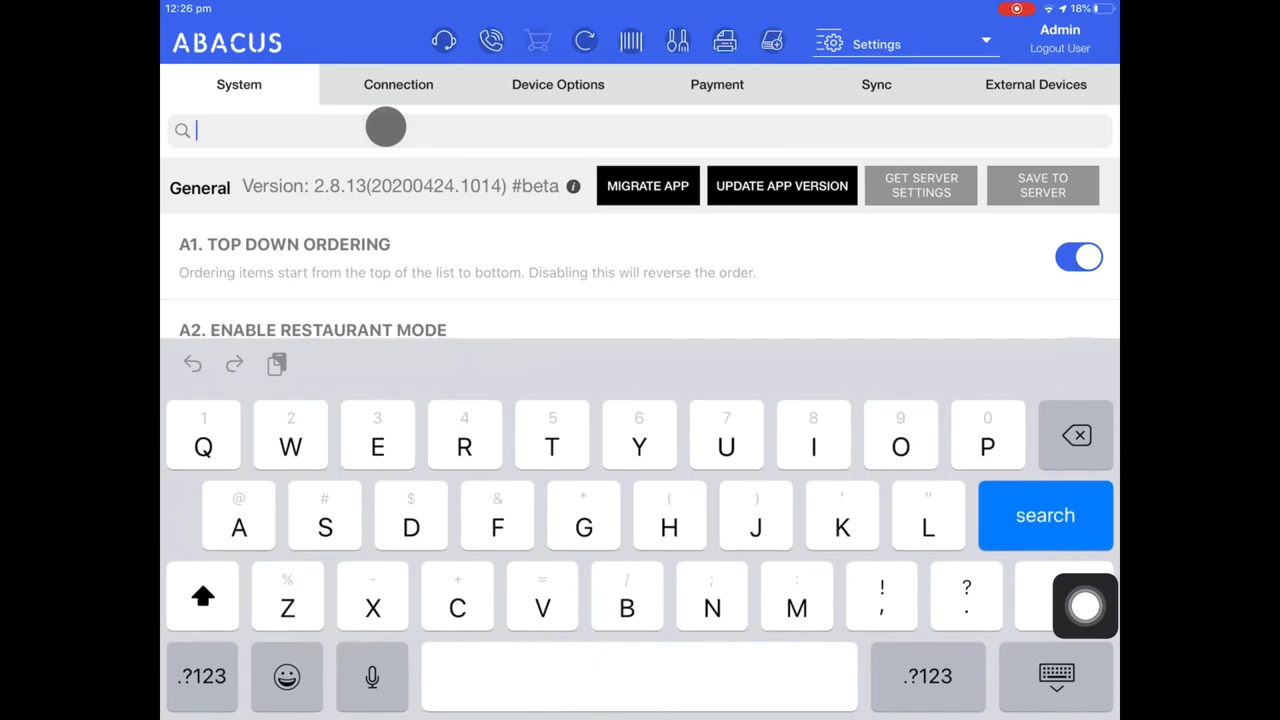 12:26 pm
18%
ABACUS
Settings
Admin
Logout User
System
Connection
Device Options
Payment
Sync
External Devices
General
Version: 2.8.13(20200424.1014) #beta
MIGRATE APP
UPDATE APP VERSION
GET SERVER
SETTINGS
SAVE TO
SERVER
A1. TOP DOWN ORDERING
Ordering items start from the top of the list to bottom. Disabling this will reverse the order.
A2. ENABLE RESTAURANT MODE
1 2 3 4 5 6 7 8 9 0
Q W E R T Y U I O P
@ # $ & * ( ) ' "
A S D F G H J K L search
% - + = / ; : ! ?
Z X C V B N M , .
.?123
.?123